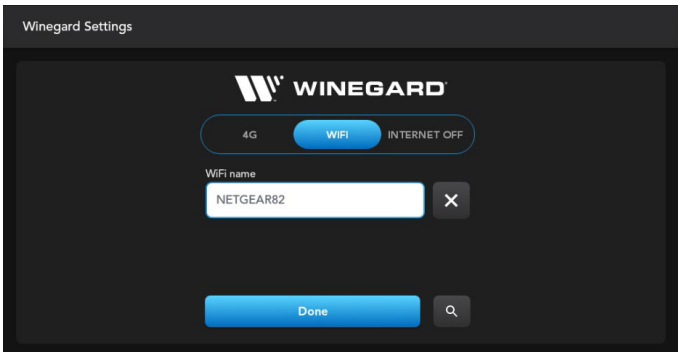 Winegard Settings
WINEGARD
4G WIFI INTERNET OFF
WiFi name
NETGEAR82
Done